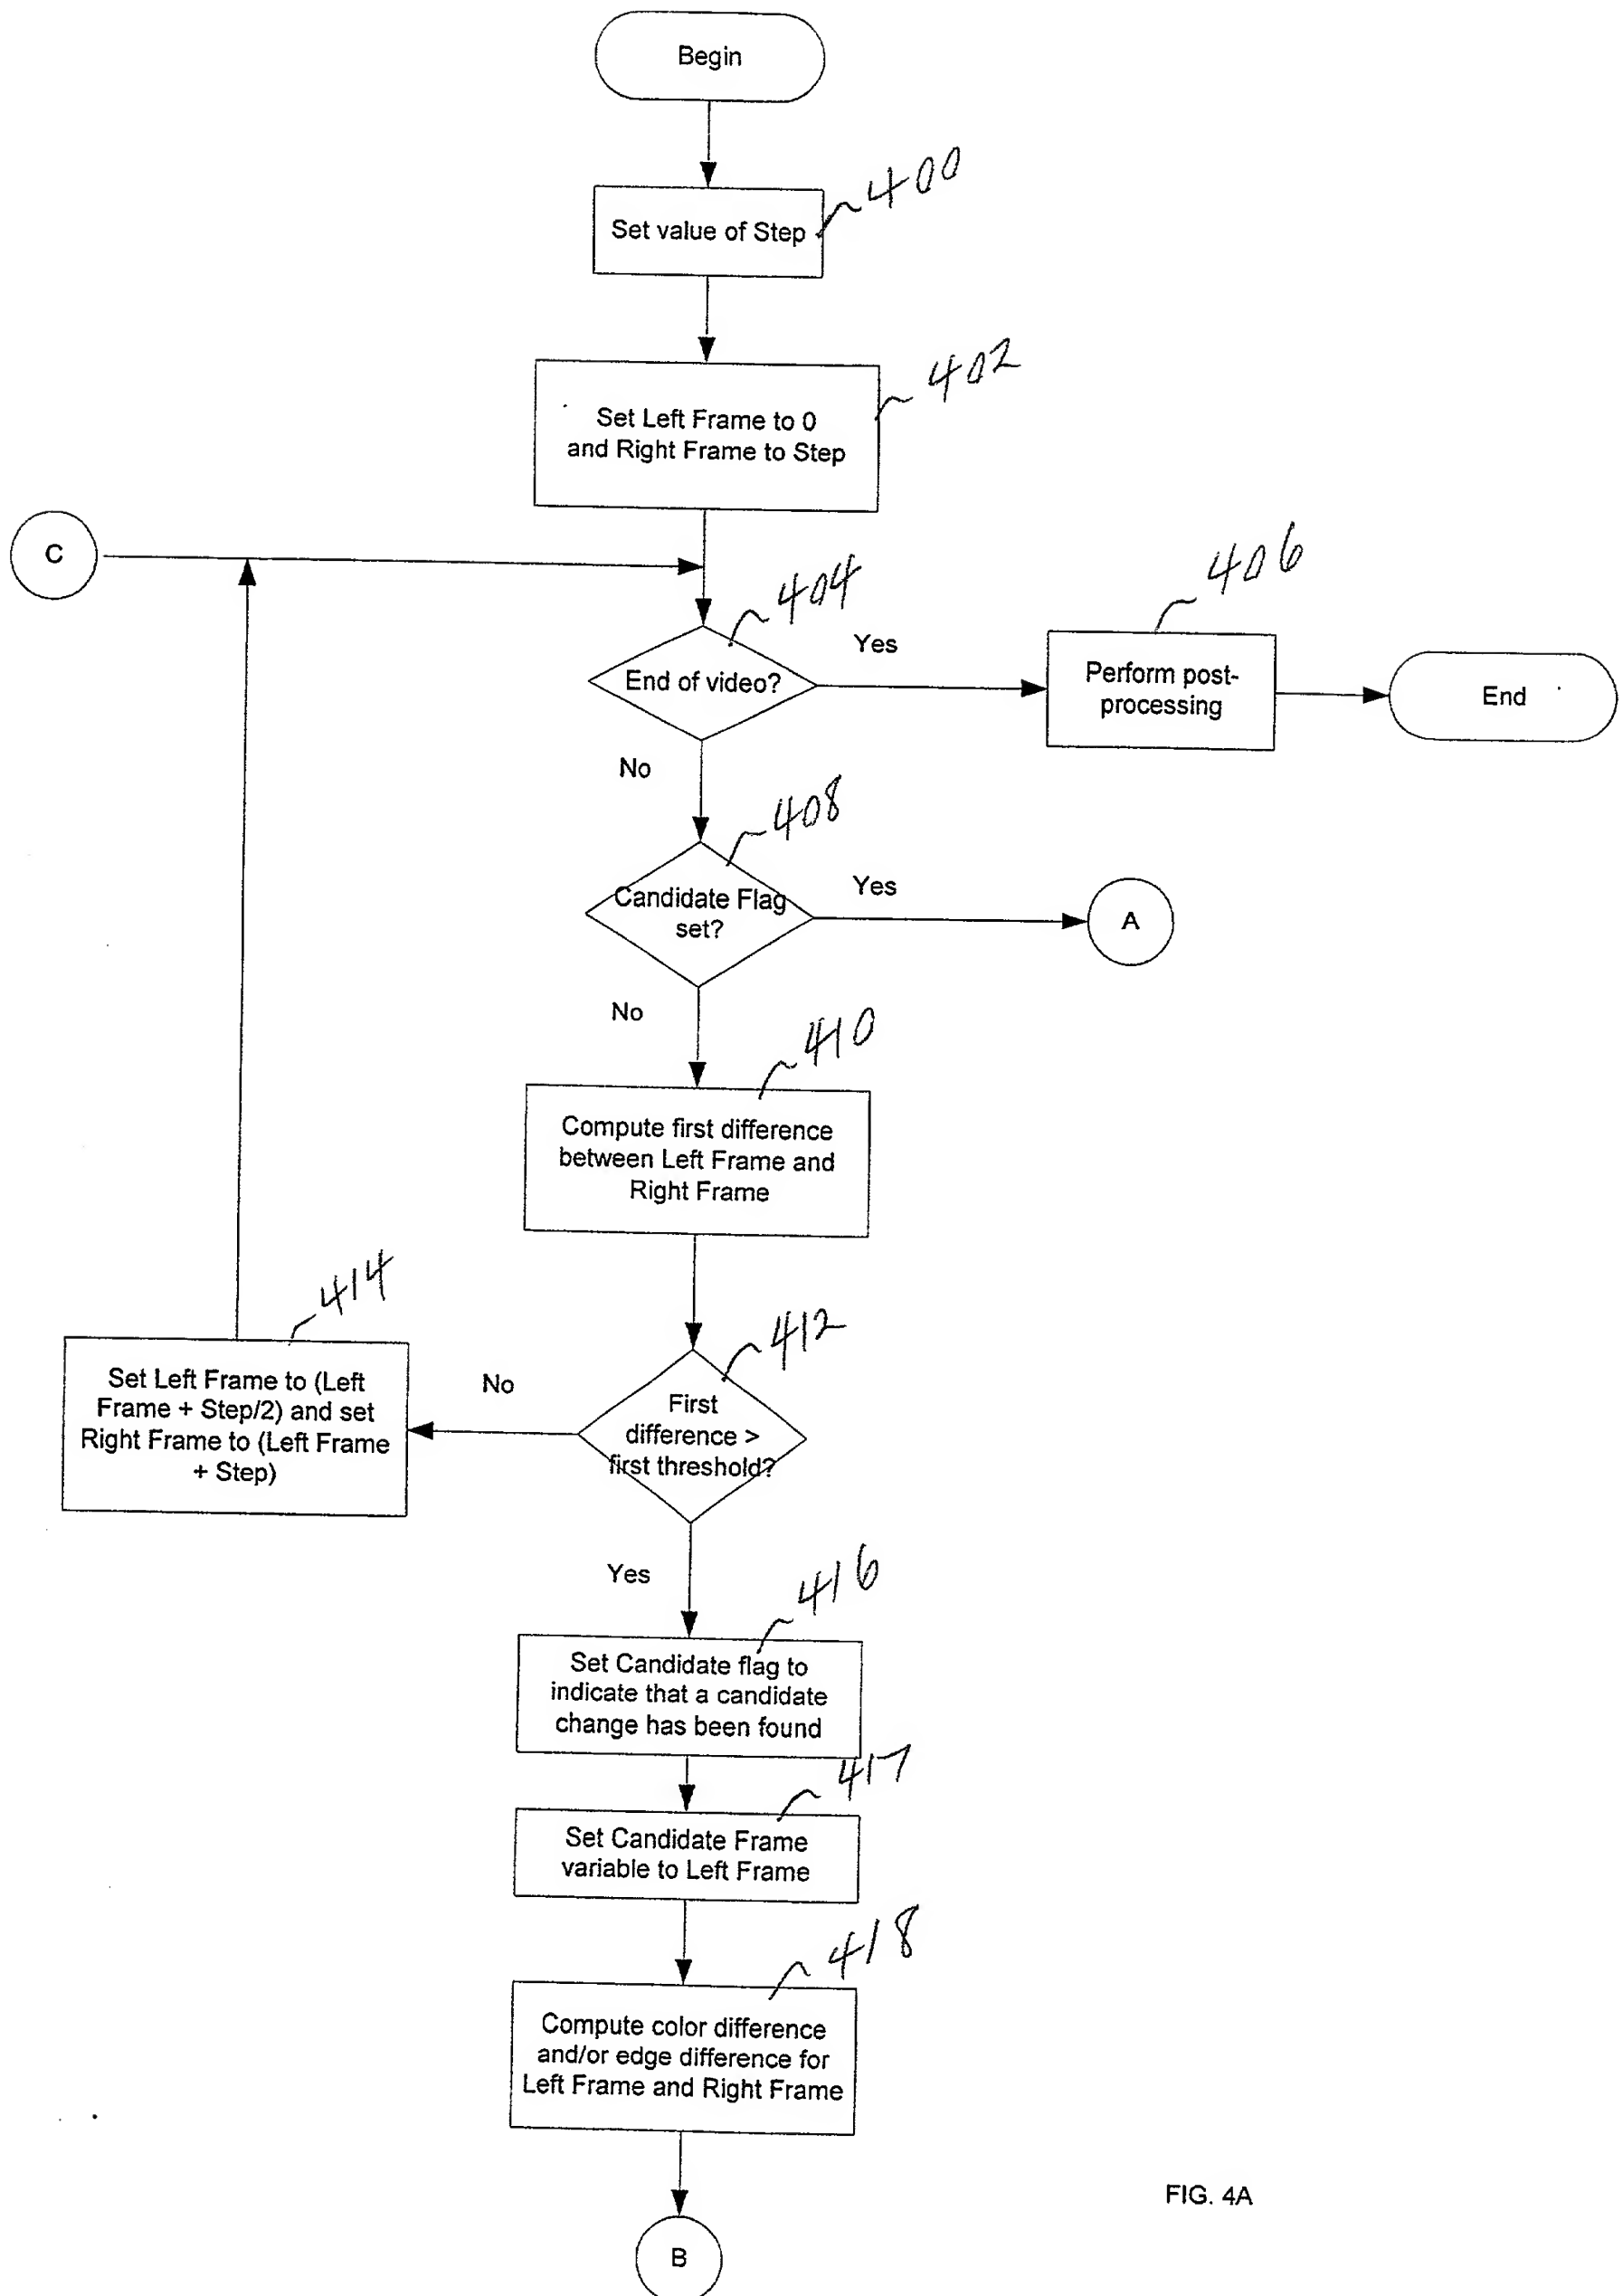 Begin
400
Set value of Step
402
Set Left Frame to 0
and Right Frame to Step
C
404
406
End of video?
Yes
Perform post-
processing
End
No
408
Candidate Flag
set?
Yes
A
No
410
Compute first difference
between Left Frame and
Right Frame
414
412
Set Left Frame to (Left
Frame + Step/2) and set
Right Frame to (Left Frame
+ Step)
No
First
difference >
first threshold?
Yes
416
Set Candidate flag to
indicate that a candidate
change has been found
417
Set Candidate Frame
variable to Left Frame
418
Compute color difference
and/or edge difference for
Left Frame and Right Frame
FIG. 4A
B